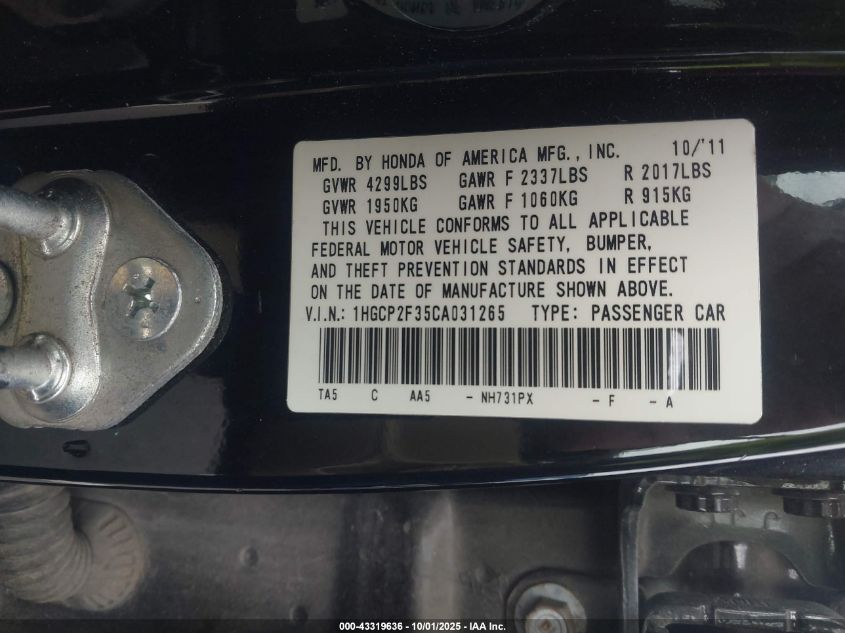 MFD. BY HONDA OF AMERICA MFG., INC. 10/'11
GVWR 4299LBS GAWR F 2337LBS R 2017LBS
GVWR 1950KG GAWR F 1060KG R 915KG
THIS VEHICLE CONFORMS TO ALL APPLICABLE
FEDERAL MOTOR VEHICLE SAFETY, BUMPER,
AND THEFT PREVENTION STANDARDS IN EFFECT
ON THE DATE OF MANUFACTURE SHOWN ABOVE.
V.I.N.: 1HGCP2F35CA031265 TYPE: PASSENGER CAR
TA5 C AA5 - NH731PX - F - A
000-43319636 - 10/01/2025 - IAA Inc.